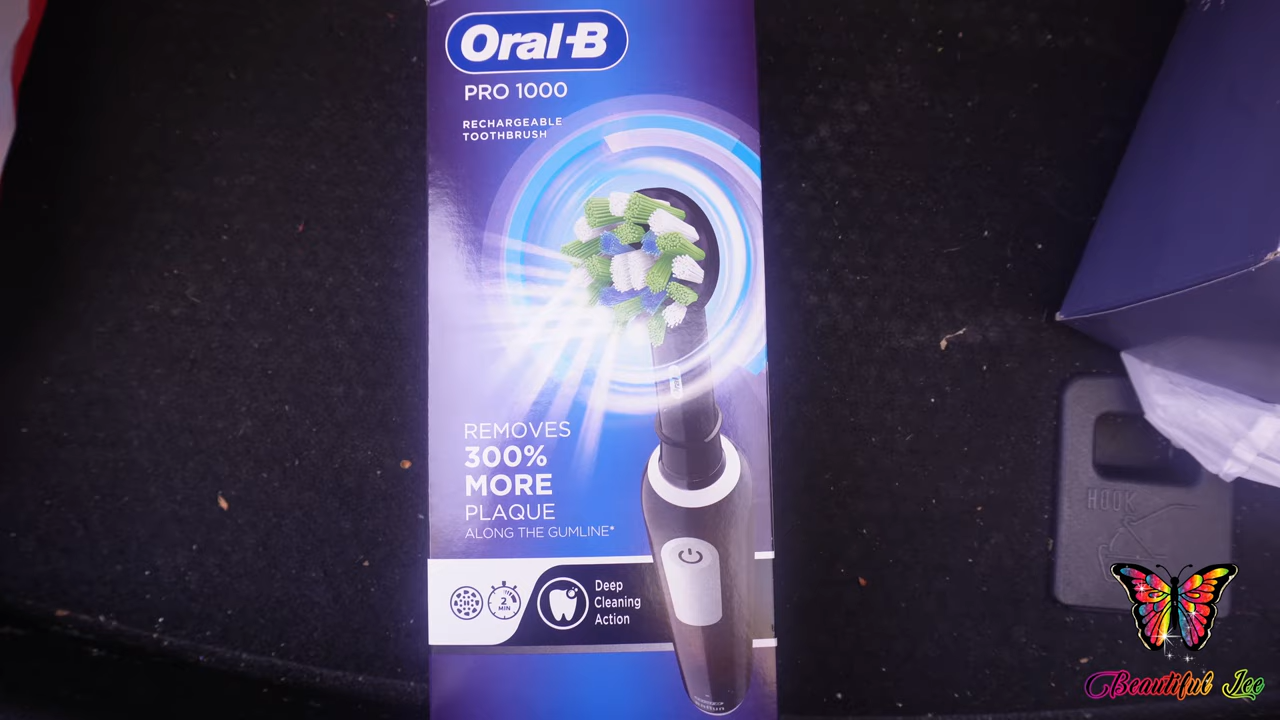 Oral-B
PRO 1000
RECHARGEABLE
TOOTHBRUSH
Oral-B
REMOVES
300%
MORE
PLAQUE
ALONG THE GUMLINE*
2
MIN
Deep
Cleaning
Action
HOOK
Beautiful Lee